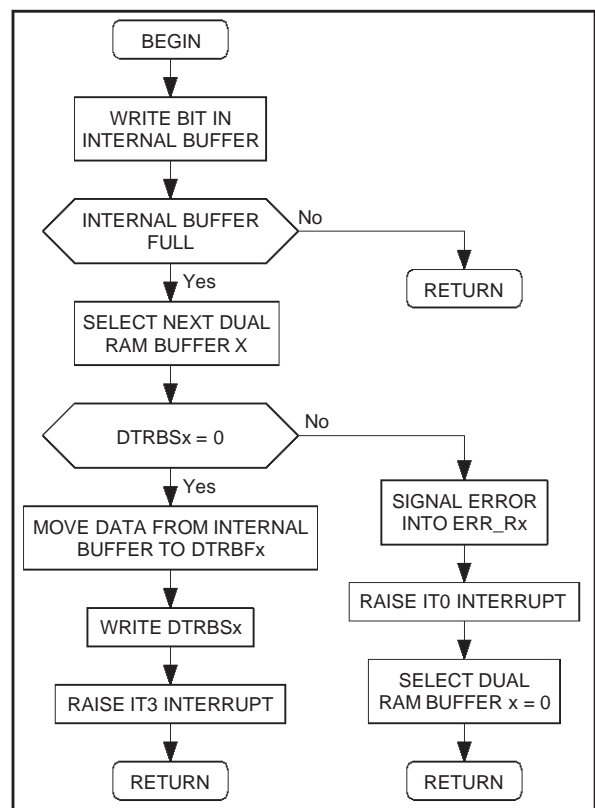 BEGIN
WRITE BIT IN
INTERNAL BUFFER
INTERNAL BUFFER
FULL
No
RETURN
Yes
SELECT NEXT DUAL
RAM BUFFER X
DTRBSx = 0
No
Yes
MOVE DATA FROM INTERNAL
BUFFER TO DTRBFx
WRITE DTRBSx
RAISE IT3 INTERRUPT
RETURN
SIGNAL ERROR
INTO ERR_Rx
RAISE IT0 INTERRUPT
SELECT DUAL
RAM BUFFER x = 0
RETURN